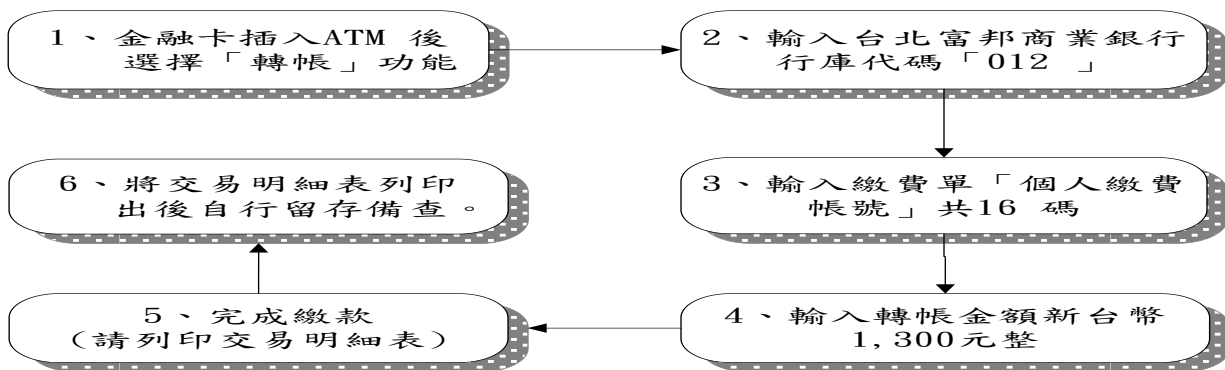 1、金融卡插入ATM 後
選擇「轉帳」功能
2、輸入台北富邦商業銀行
行庫代碼「012 」
3、輸入繳費單「個人繳費
帳號」共16 碼
4、輸入轉帳金額新台幣
1,300元整
5、完成繳款
(請列印交易明細表)
6、將交易明細表列印
出後自行留存備查。